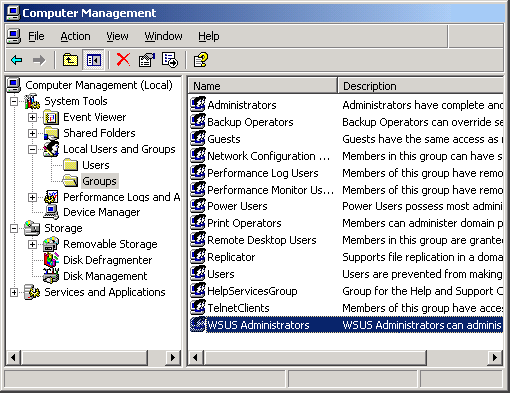 Computer Management
File Action View Window Help
Computer Management (Local)
System Tools
Event Viewer
Shared Folders
Local Users and Groups
Users
Groups
Performance Logs and A
Device Manager
Storage
Removable Storage
Disk Defragmenter
Disk Management
Services and Applications
Name Description
Administrators Administrators have complete and
Backup Operators Backup Operators can override se
Guests Guests have the same access as
Network Configuration ... Members in this group can have s
Performance Log Users Members of this group have remo
Performance Monitor Us... Members of this group have remo
Power Users Power Users possess most admini
Print Operators Members can administer domain p
Remote Desktop Users Members in this group are grante
Replicator Supports file replication in a doma
Users Users are prevented from making
HelpServicesGroup Group for the Help and Support C
TelnetClients Members of this group have acces
WSUS Administrators WSUS Administrators can adminis